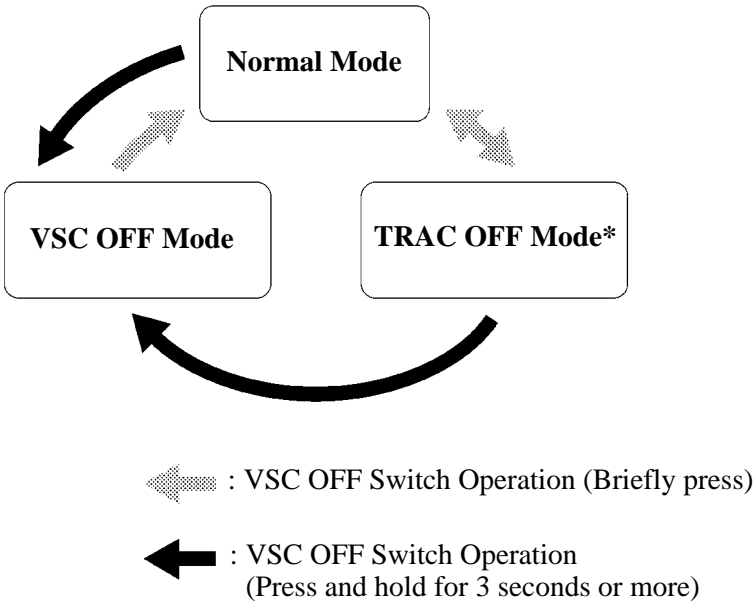 Normal Mode
VSC OFF Mode
TRAC OFF Mode*
: VSC OFF Switch Operation (Briefly press)
: VSC OFF Switch Operation
(Press and hold for 3 seconds or more)